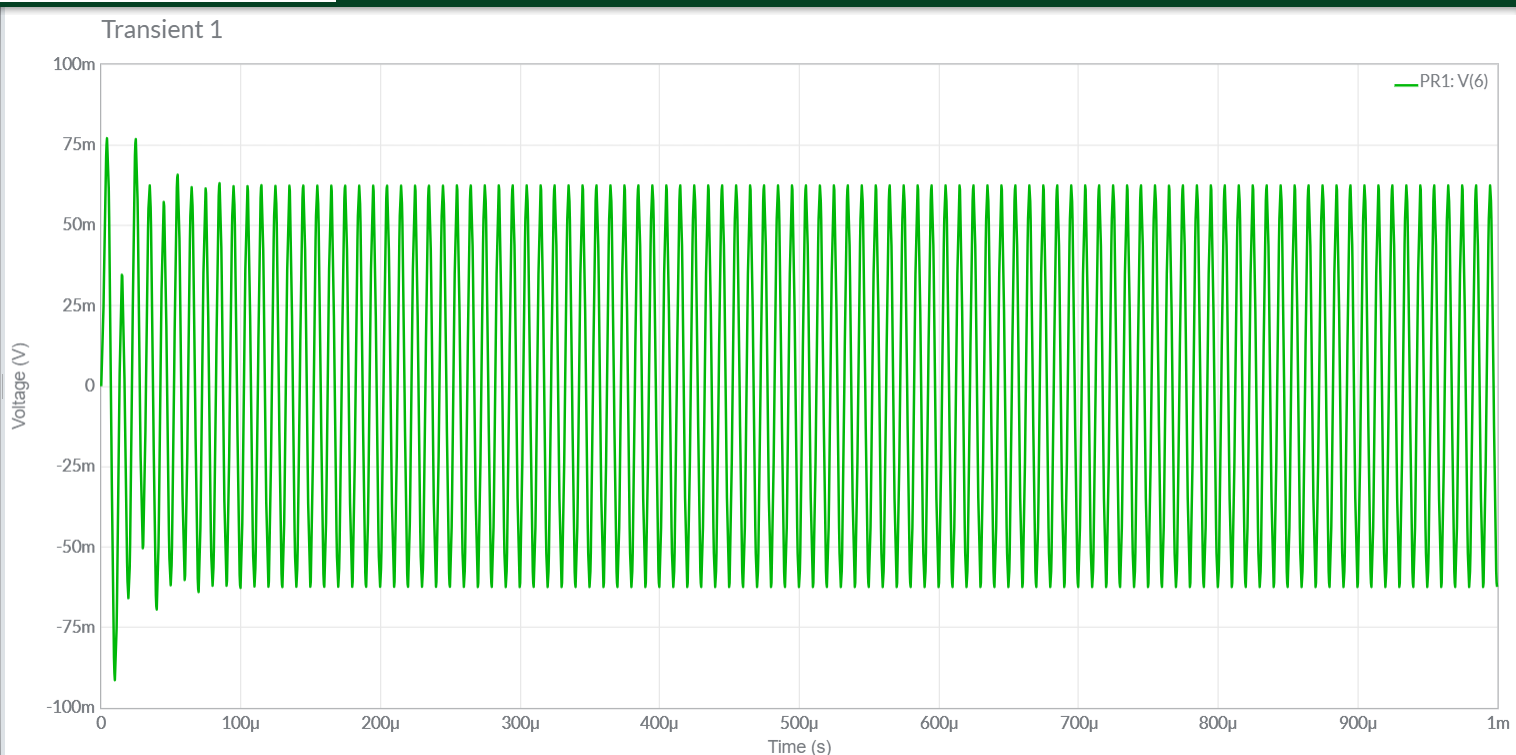 Transient 1
PR1: V(6)
100m
75m
50m
25m
0
-25m
-50m
-75m
-100m
Voltage (V)
0 100µ 200µ 300µ 400µ 500µ 600µ 700µ 800µ 900µ 1m
Time (s)